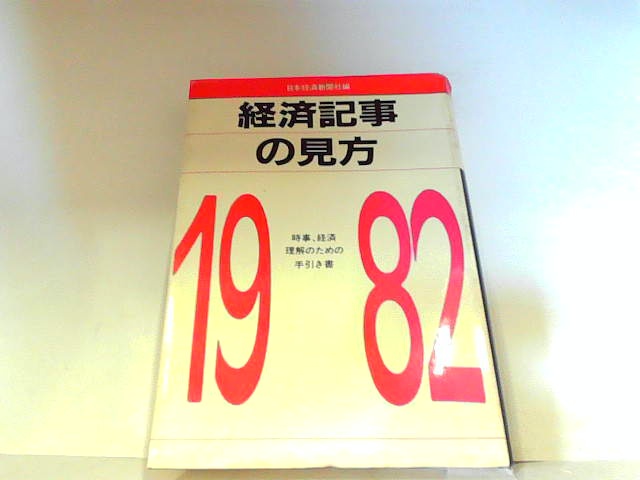 日本経済新聞社編
経済記事
の見方
19 82
時事、経済
理解のための
手引き書